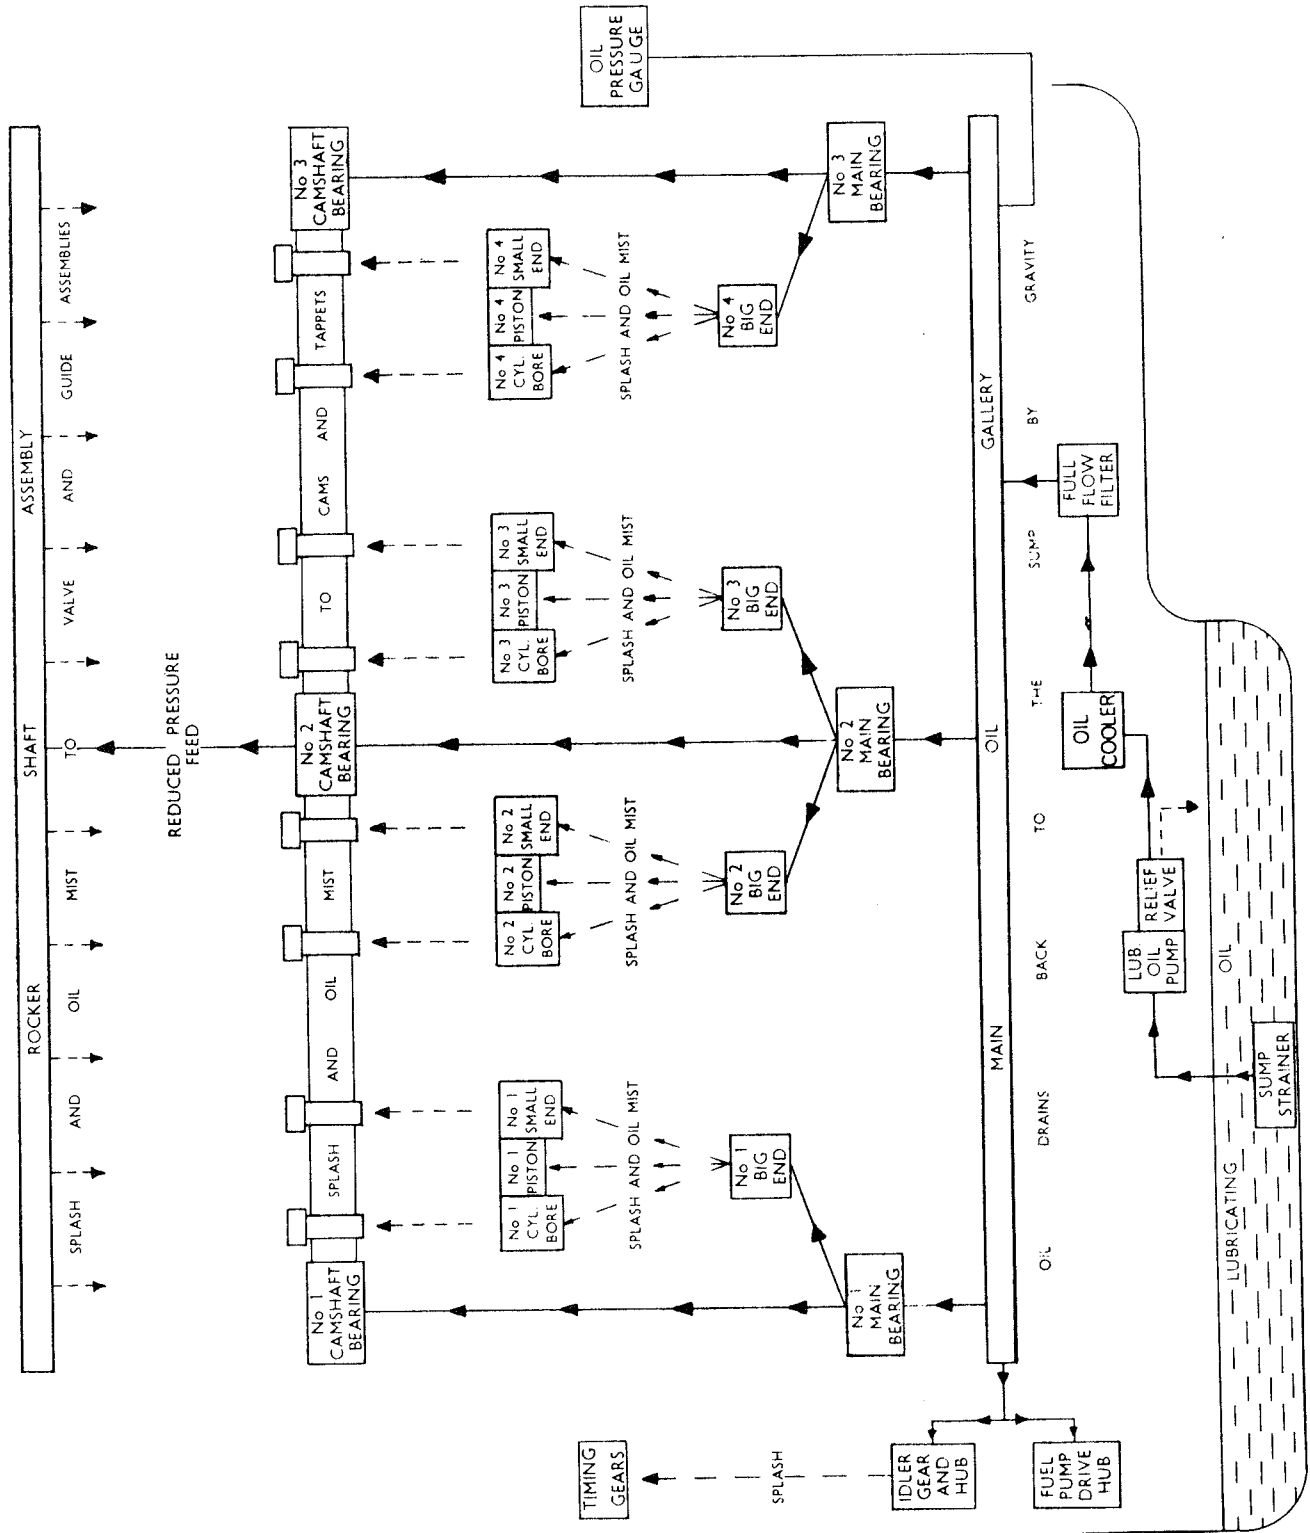 ROCKER SHAFT ASSEMBLY
SPLASH AND OIL MIST TO VALVE AND GUIDE ASSEMBLIES
REDUCED PRESSURE
FEED
No 1
CAMSHAFT
BEARING
SPLASH AND OIL MIST
No 2
CAMSHAFT
BEARING
TO CAMS AND TAPPETS
No 3
CAMSHAFT
BEARING
No 1
CYL.
BORE
No 1
PISTON
No 1
SMALL
END
No 2
CYL.
BORE
No 2
PISTON
No 2
SMALL
END
No 3
CYL.
BORE
No 3
PISTON
No 3
SMALL
END
No 4
CYL.
BORE
No 4
PISTON
No 4
SMALL
END
OIL
PRESSURE
GAUGE
TIMING
GEARS
SPLASH AND OIL MIST
SPLASH AND OIL MIST
SPLASH AND OIL MIST
SPLASH AND OIL MIST
No 1
BIG
END
No 2
BIG
END
No 3
BIG
END
No 4
BIG
END
SPLASH
No 1
MAIN
BEARING
No 2
MAIN
BEARING
No 3
MAIN
BEARING
IDLER
GEAR
AND
HUB
MAIN OIL GALLERY
FUEL
PUMP
DRIVE
HUB
OIL DRAINS BACK TO THE SUMP BY GRAVITY
OIL
COOLER
FULL
FLOW
FILTER
LUB.
OIL
PUMP
RELIEF
VALVE
LUBRICATING OIL
SUMP
STRAINER